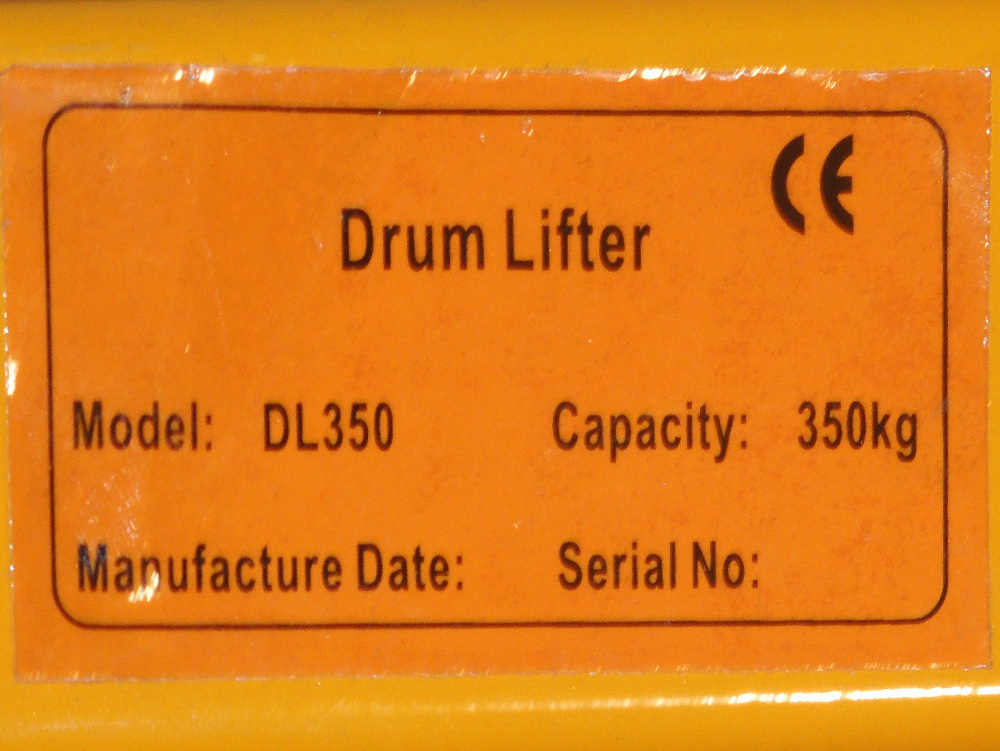 CE
Drum Lifter
Model: DL350 Capacity: 350kg
Manufacture Date: Serial No: